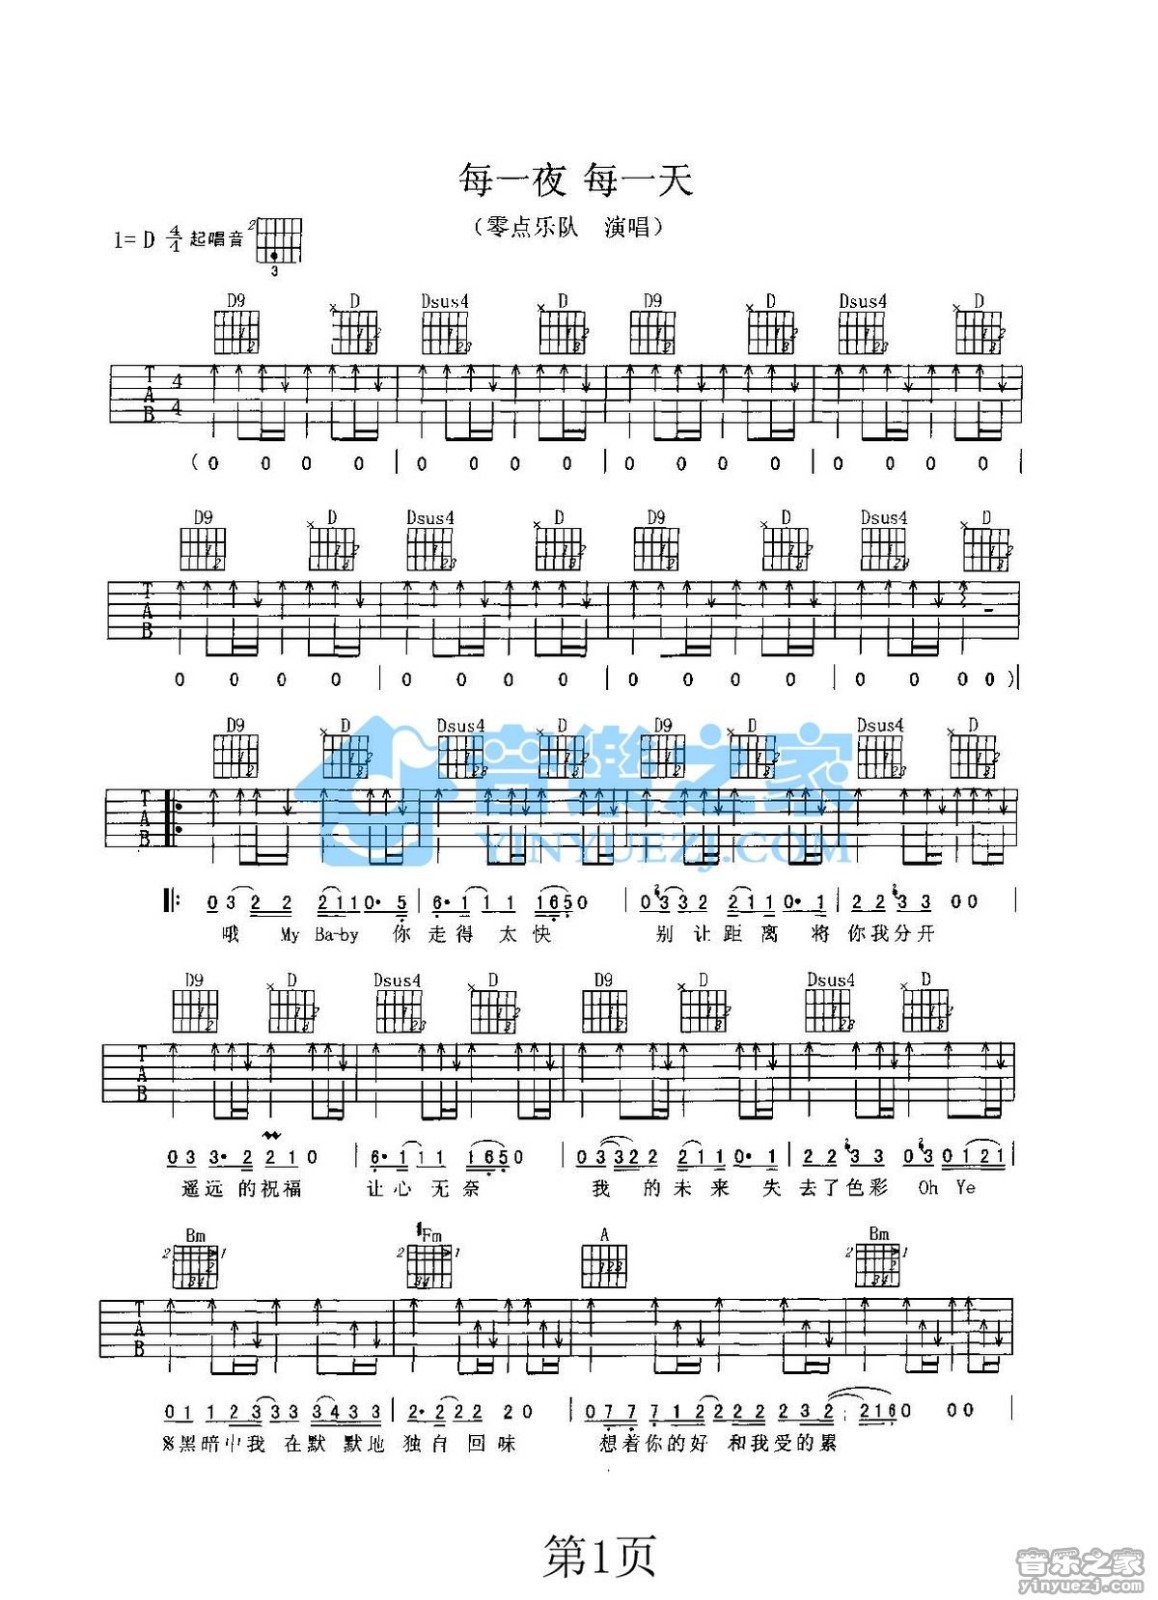 每一夜 每一天
(零点乐队 演唱)
1= D 4/4 起唱音 2
3
D9 D Dsus4 D D9 D Dsus4 D
T A B 4 4
(0 0 0 0 | 0 0 0 0 | 0 0 0 0 | 0 0 0 0 |
D9 D Dsus4 D D9 D Dsus4 D
T A B
0 0 0 0 | 0 0 0 0 | 0 0 0 0 | 0 0 0 0 )|
D9 D Dsus4 D D9 D Dsus4 D
音樂之家
YINYUEZJ.COM
T A B
0 3 2 2 2 1 1 0· 5 | 6· 1 1 1 1 6 5 0 | 0 3 3 2 2 1 1 0· 1 | 2 2 3 3 0 0 |
哦 My Ba-by 你 走得 太 快 别 让 距 离 将 你我分开
D9 D Dsus4 D D9 D Dsus4 D
T A B
0 3 3· 2 2 2 1 0 | 6· 1 1 1 1 6 5 0 | 0 3 3 2 2 2 1 1 0· 1 | 2 2 3 3 0 3 0 1 2 1 |
遥远 的祝福 让心 无奈 我 的 未来 失 去了色彩 Oh Ye
Bm Fm A Bm
T A B
0 1 1 2 3 3 3 3 4 3 3 | 2· 2 2 2 2 0 | 0 7 7 7 1 2 2 2 2 3 2 2 1 6 0 0 0 |
黑暗中我 在默 默地 独自 回味 想着你的好 和我受的累
第1页
音乐之家
yinyuezj.com